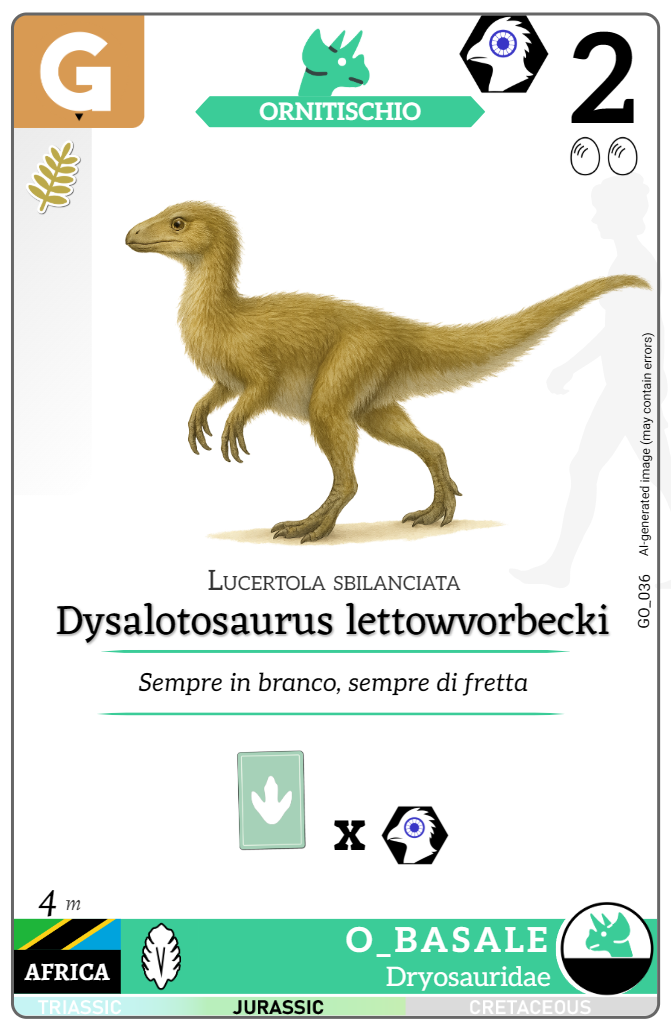 G
ORNITISCHIO
2
AI-generated image (may contain errors)
GO_036
Lucertola sbilanciata
Dysalotosaurus lettowvorbecki
Sempre in branco, sempre di fretta
x
4 m
AFRICA
O_BASALE
Dryosauridae
TRIASSIC
JURASSIC
CRETACEOUS